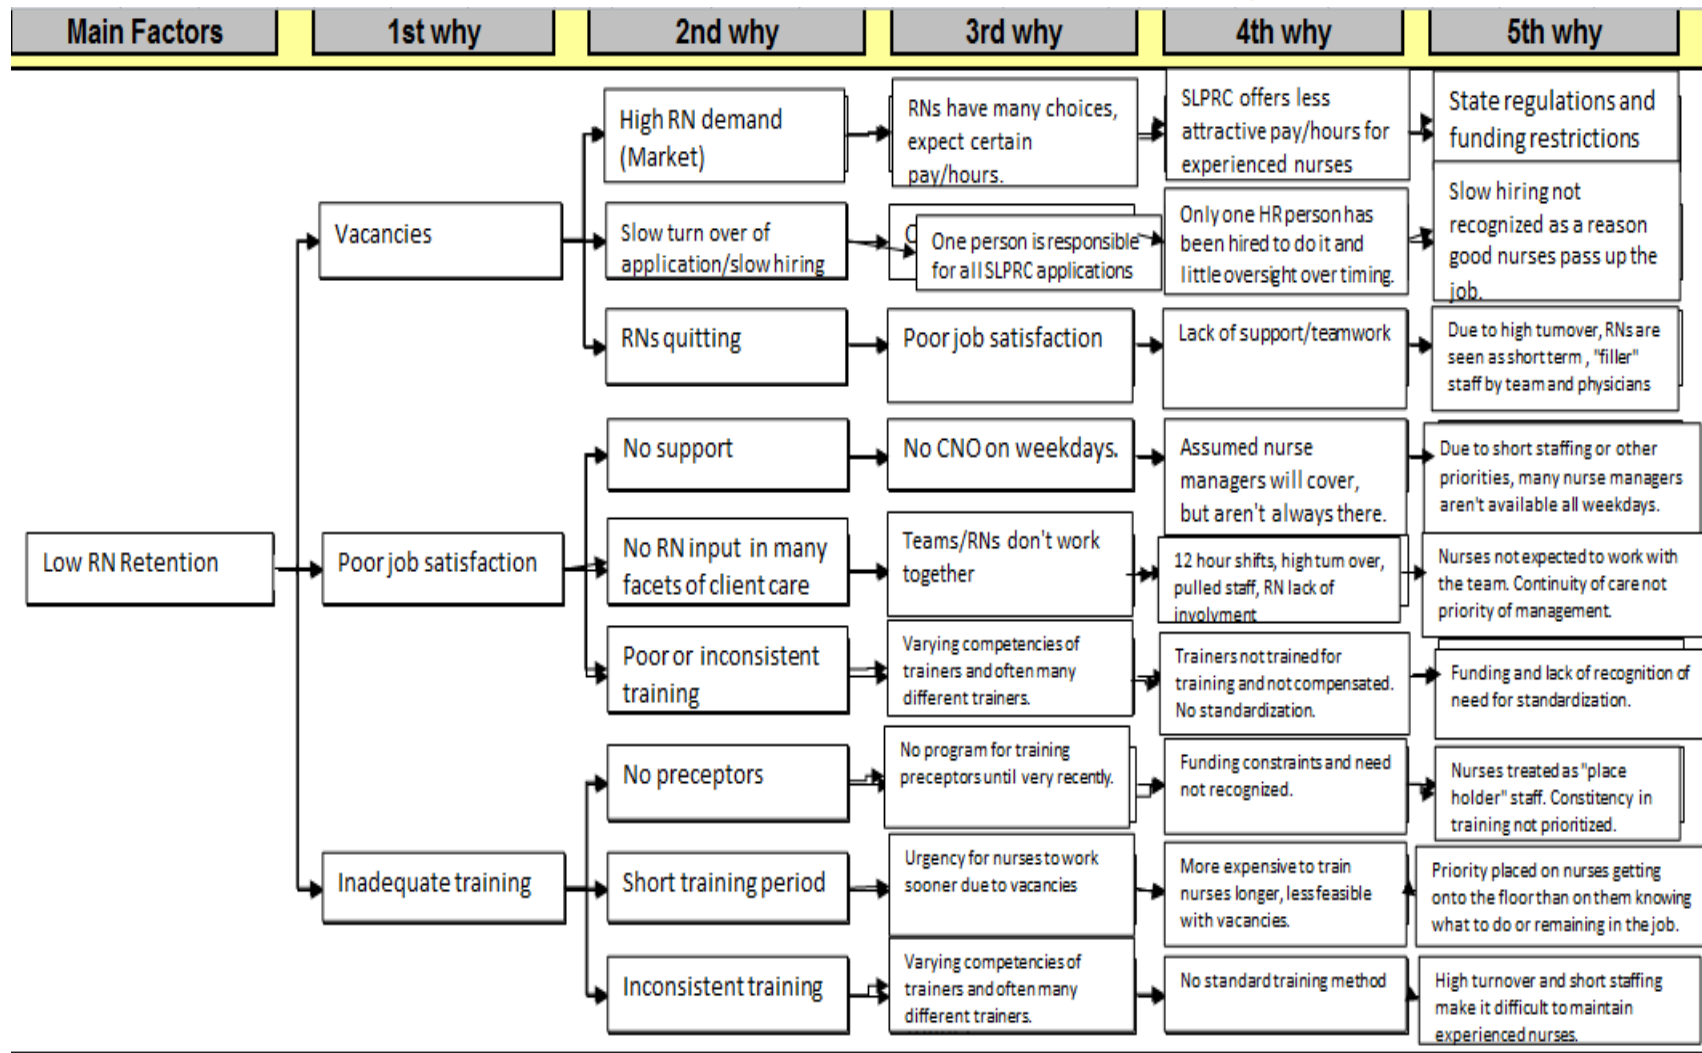 Main Factors
1st why
2nd why
3rd why
4th why
5th why
High RN demand
(Market)
RNs have many choices,
expect certain
pay/hours.
SLPRC offers less
attractive pay/hours for
experienced nurses
State regulations and
funding restrictions
Vacancies
Slow turn over of
application/slow hiring
One person is responsible
for all SLPRC applications
Only one HR person has
been hired to do it and
little oversight over timing.
Slow hiring not
recognized as a reason
good nurses pass up the
job.
RNs quitting
Poor job satisfaction
Lack of support/teamwork
Due to high turnover, RNs are
seen as short term , "filler"
staff by team and physicians
No support
No CNO on weekdays.
Assumed nurse
managers will cover,
but aren't always there.
Due to short staffing or other
priorities, many nurse managers
aren't available all weekdays.
Low RN Retention
Poor job satisfaction
No RN input in many
facets of client care
Teams/RNs don't work
together
12 hour shifts, high turn over,
pulled staff, RN lack of
involvment
Nurses not expected to work with
the team. Continuity of care not
priority of management.
Poor or inconsistent
training
Varying competencies of
trainers and often many
different trainers.
Trainers not trained for
training and not compensated.
No standardization.
Funding and lack of recognition of
need for standardization.
No preceptors
No program for training
preceptors until very recently.
Funding constraints and need
not recognized.
Nurses treated as "place
holder" staff. Constitency in
training not prioritized.
Inadequate training
Short training period
Urgency for nurses to work
sooner due to vacancies
More expensive to train
nurses longer, less feasible
with vacancies.
Priority placed on nurses getting
onto the floor than on them knowing
what to do or remaining in the job.
Inconsistent training
Varying competencies of
trainers and often many
different trainers.
No standard training method
High turnover and short staffing
make it difficult to maintain
experienced nurses.